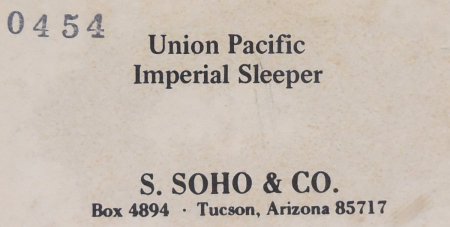 0454
Union Pacific
Imperial Sleeper
S. SOHO & CO.
Box 4894 · Tucson, Arizona 85717